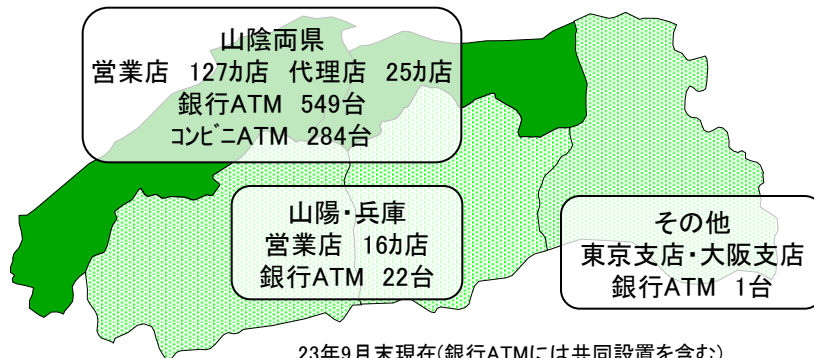 山陰両県
営業店 127ｶ店 代理店 25ｶ店
銀行ATM 549台
ｺﾝﾋﾞﾆATM 284台
山陽・兵庫
営業店 16ｶ店
銀行ATM 22台
その他
東京支店・大阪支店
銀行ATM 1台
23年9月末現在(銀行ATMには共同設置を含む)